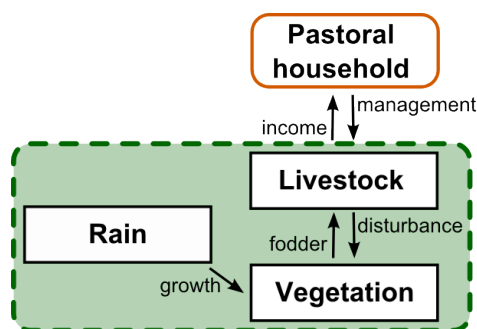 Pastoral
household
income
management
Livestock
Rain
fodder
disturbance
growth
Vegetation